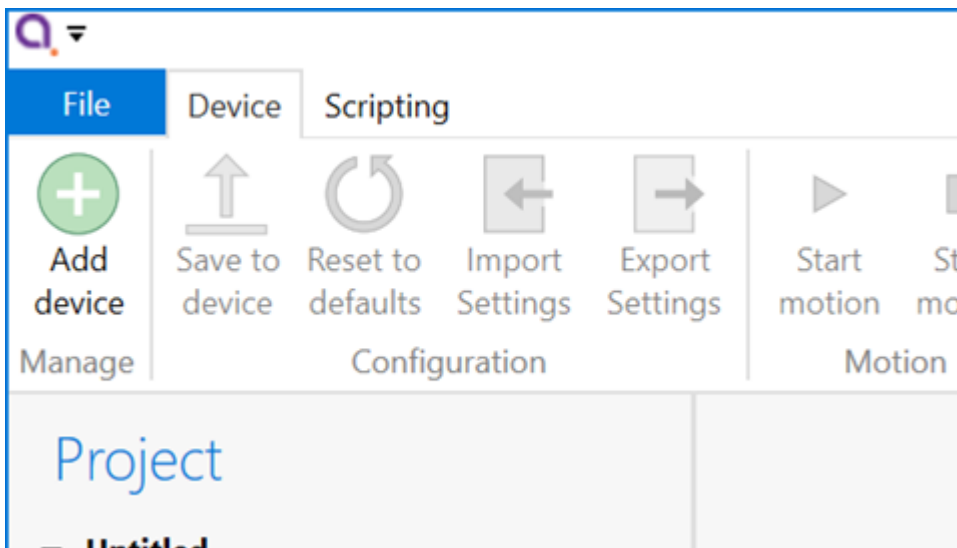 File Device Scripting
Add device
Save to device
Reset to defaults
Import Settings
Export Settings
Start motion
Manage
Configuration
Motion
Project
Untitled